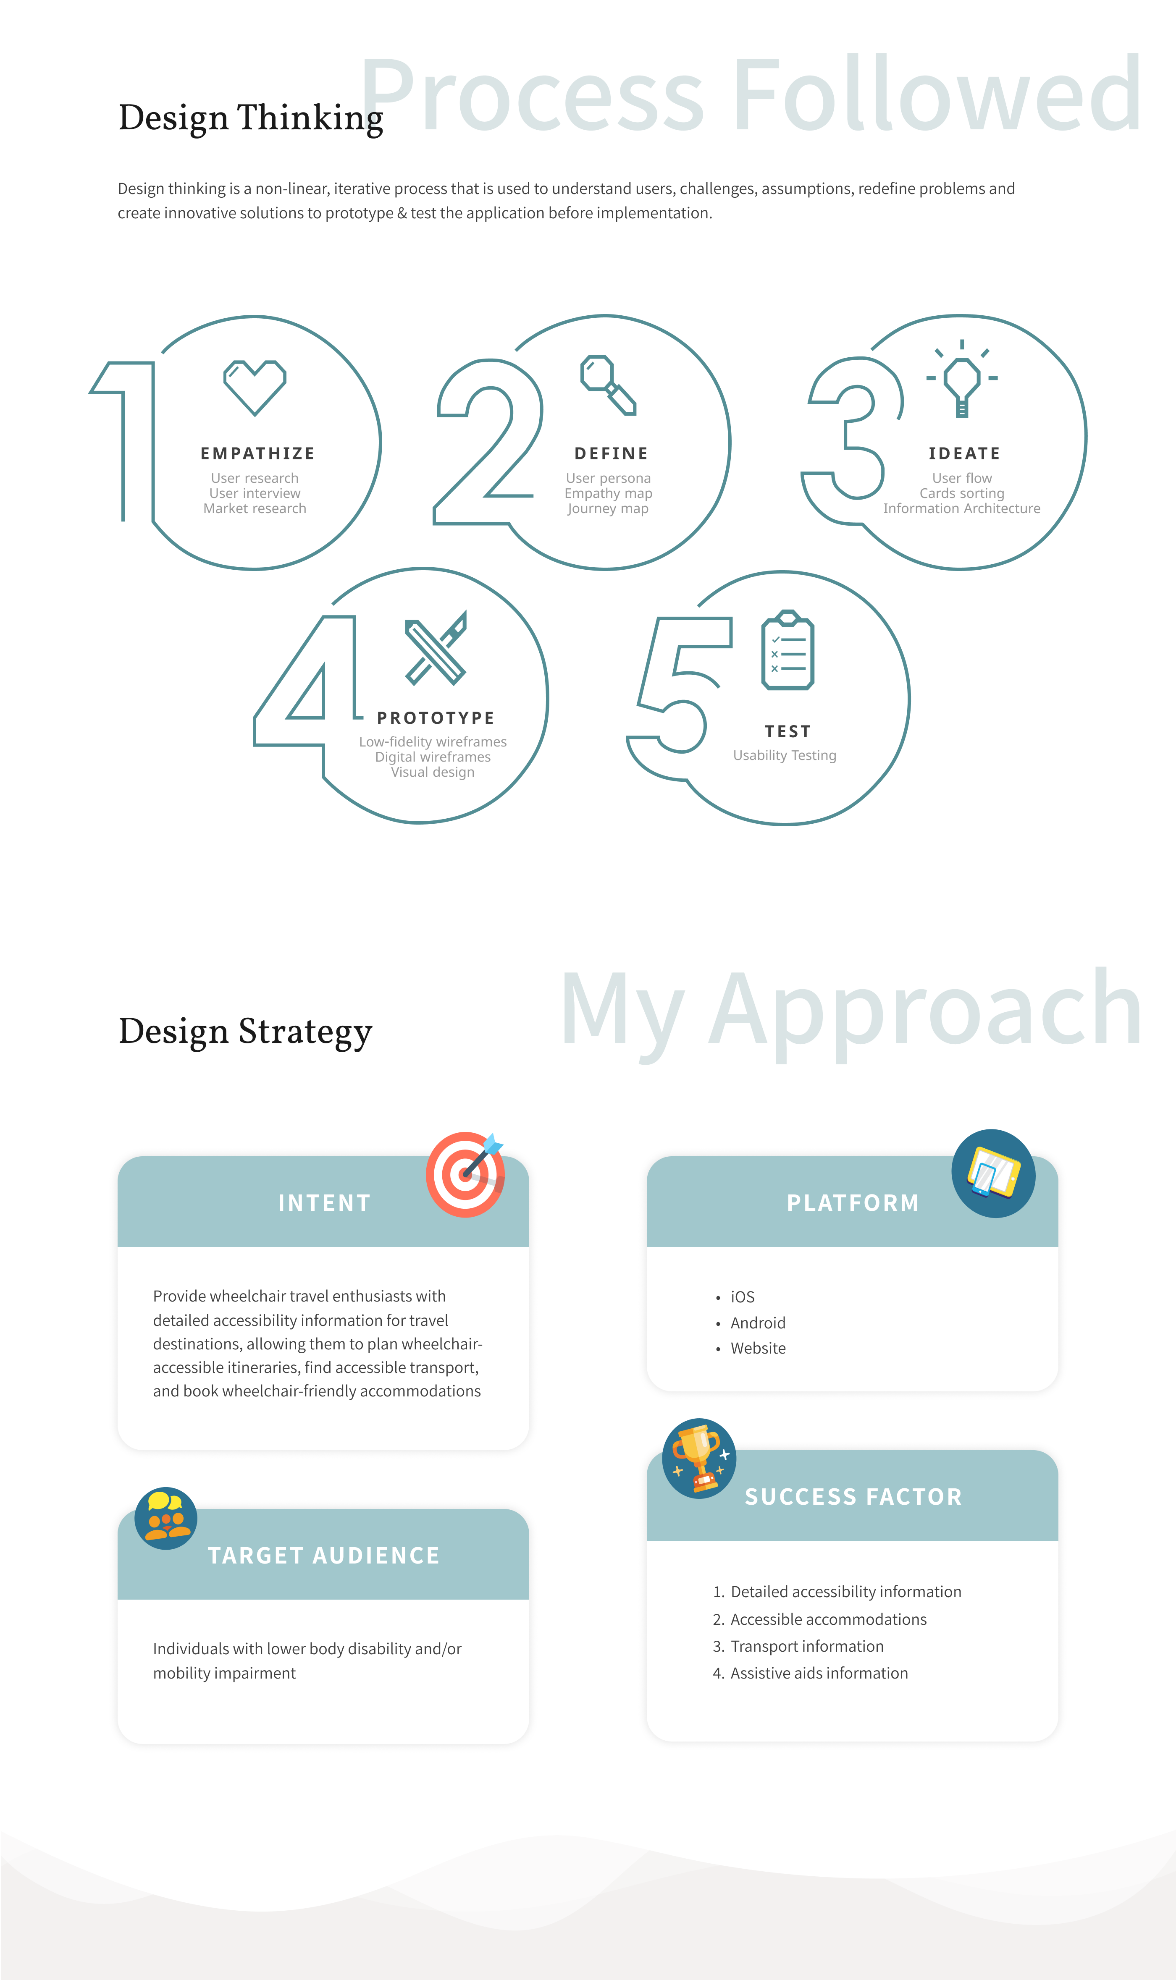 Process Followed
Design Thinking
Design thinking is a non-linear, iterative process that is used to understand users, challenges, assumptions, redefine problems and
create innovative solutions to prototype & test the application before implementation.
1
EMPATHIZE
User research
User interview
Market research
2
DEFINE
User persona
Empathy map
Journey map
3
IDEATE
User flow
Cards sorting
Information Architecture
4
PROTOTYPE
Low-fidelity wireframes
Digital wireframes
Visual design
5
TEST
Usability Testing
My Approach
Design Strategy
INTENT
Provide wheelchair travel enthusiasts with
detailed accessibility information for travel
destinations, allowing them to plan wheelchair-
accessible itineraries, find accessible transport,
and book wheelchair-friendly accommodations
PLATFORM
• iOS
• Android
• Website
TARGET AUDIENCE
Individuals with lower body disability and/or
mobility impairment
SUCCESS FACTOR
1. Detailed accessibility information
2. Accessible accommodations
3. Transport information
4. Assistive aids information